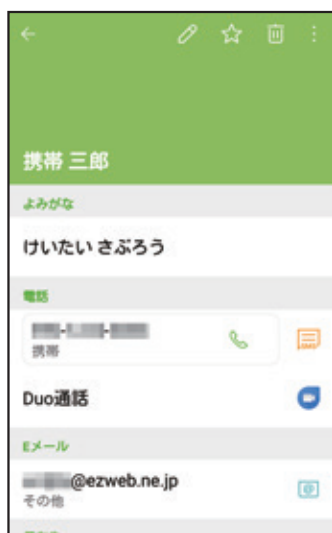 携帯 三郎
よみがな
けいたい さぶろう
電話
携帯
SMS
Duo通話
Eメール
@ezweb.ne.jp
その他